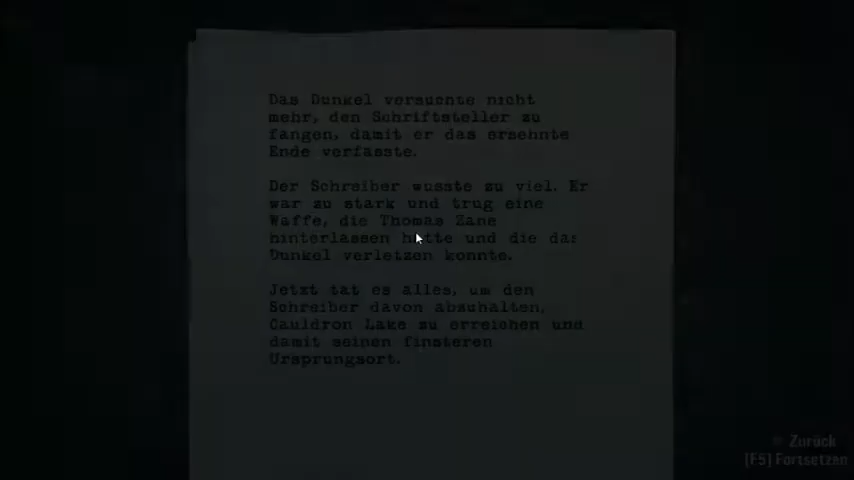 Das Dunkel versuchte nicht
mehr, den Schriftsteller zu
fangen, damit er das ersehnte
Ende verfasste.
Der Schreiber wusste zu viel. Er
war zu stark und trug eine
Waffe, die Thomas Zane
hinterlassen hatte und die das
Dunkel verletzen konnte.
Jetzt tat es alles, um den
Schreiber davon abzuhalten,
Cauldron Lake zu erreichen und
damit seinen finsteren
Ursprungsort.
Zurück
[F5] Fortsetzen